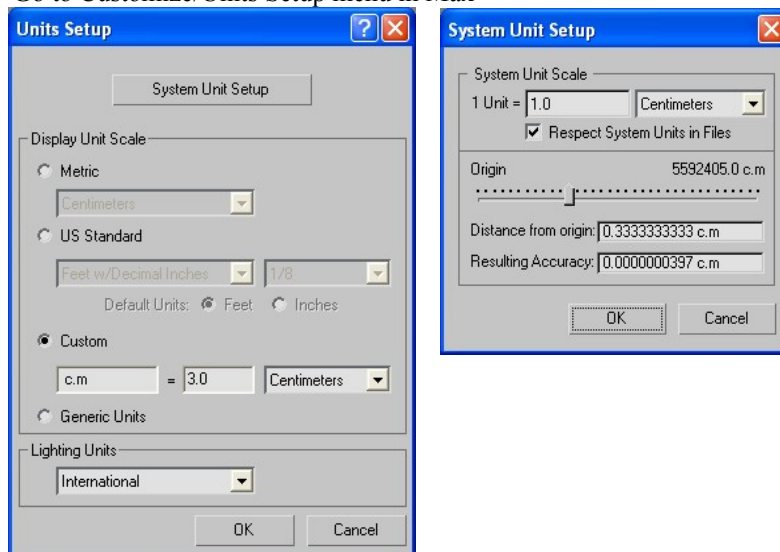 Go to Customize/Units Setup menu in Max
Units Setup
System Unit Setup
Display Unit Scale
Metric
Centimeters
US Standard
Feet w/Decimal Inches 1/8
Default Units: Feet Inches
Custom
c.m = 3.0 Centimeters
Generic Units
Lighting Units
International
OK Cancel
System Unit Setup
System Unit Scale
1 Unit = 1.0 Centimeters
Respect System Units in Files
Origin 5592405.0 c.m
Distance from origin: 0.3333333333 c.m
Resulting Accuracy: 0.0000000397 c.m
OK Cancel